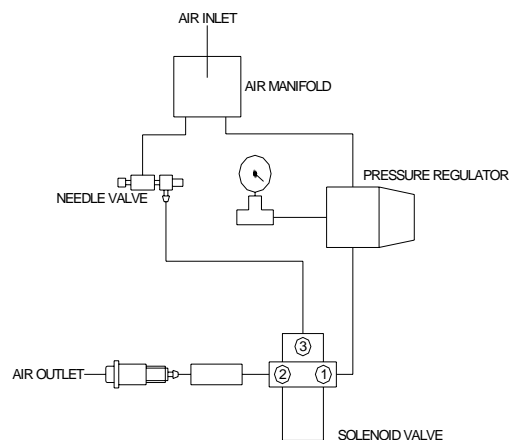 AIR INLET
AIR MANIFOLD
PRESSURE REGULATOR
NEEDLE VALVE
3
AIR OUTLET
2
1
SOLENOID VALVE